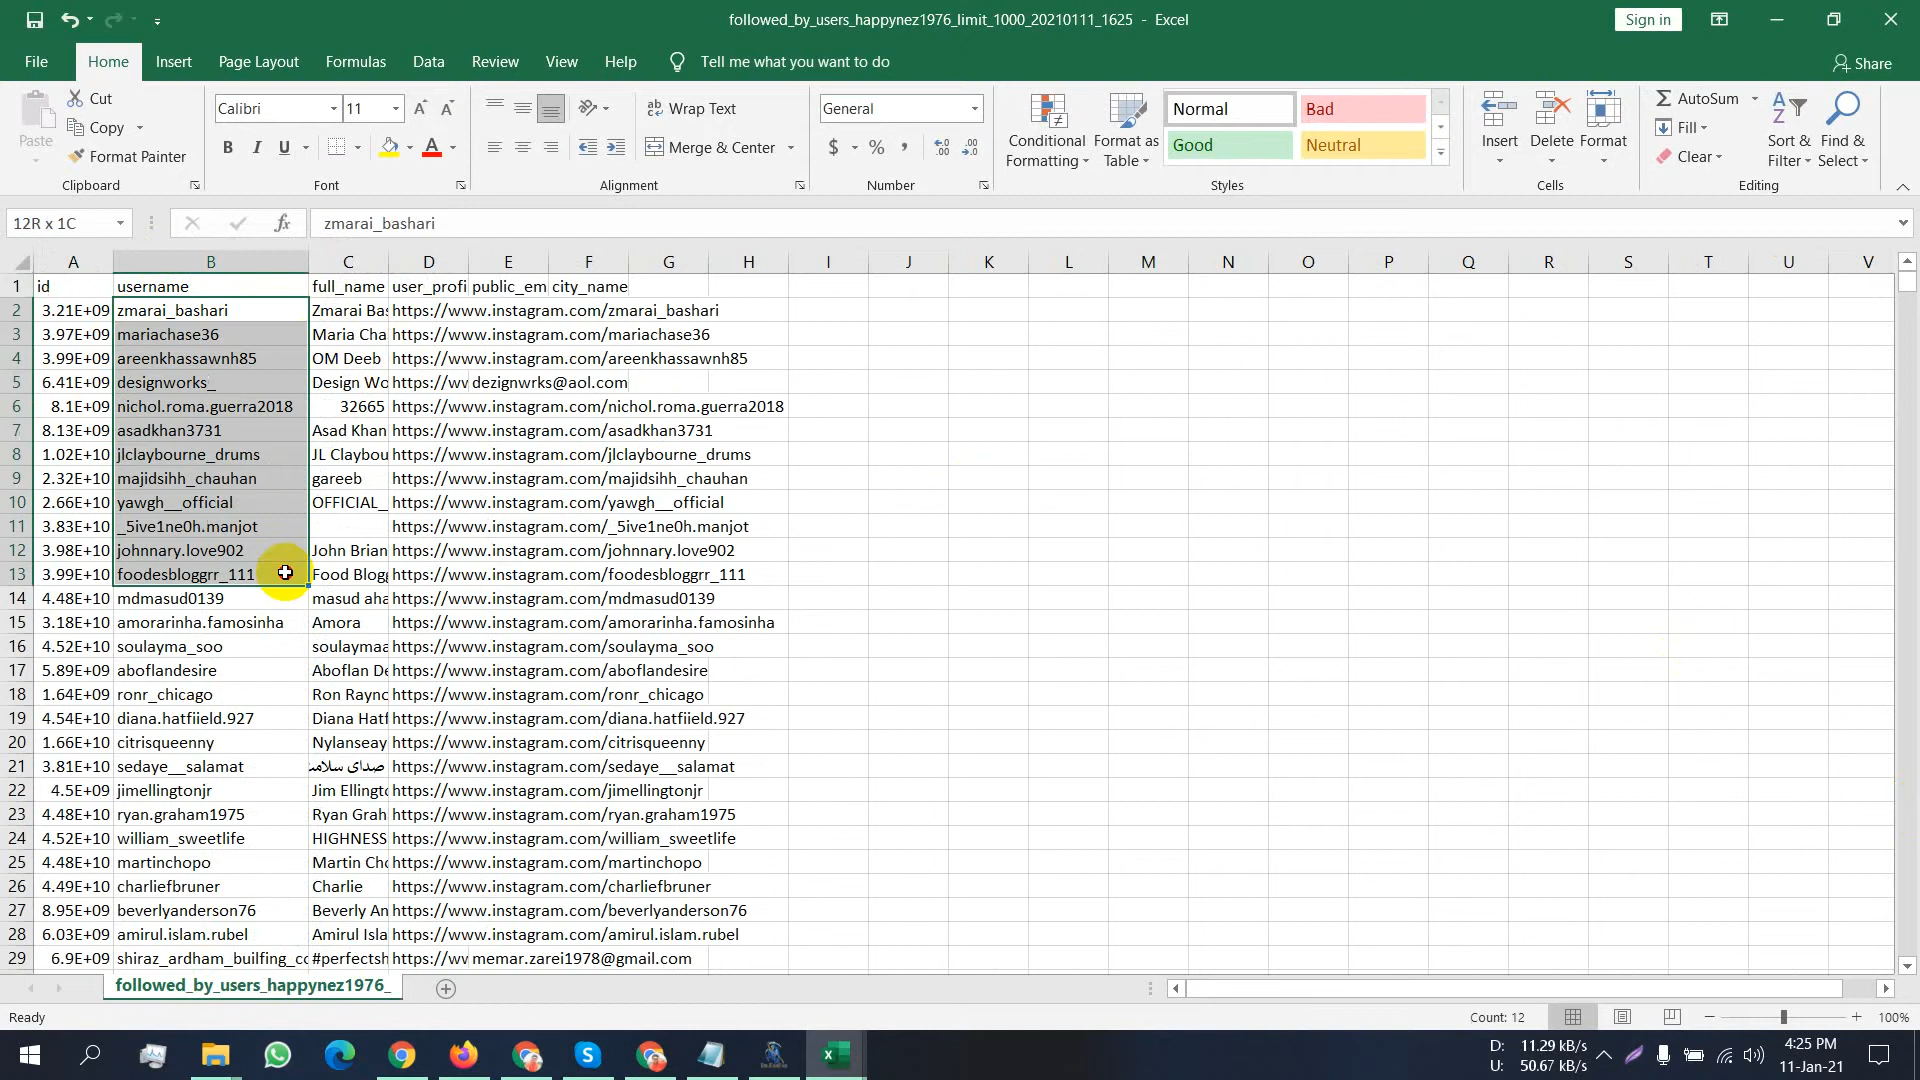 followed_by_users_happynez1976_limit_1000_20210111_1625 - Excel
Sign in
File Home Insert Page Layout Formulas Data Review View Help Tell me what you want to do
Share
Paste
Cut
Copy
Format Painter
Clipboard
Calibri 11
B I U A
Font
Wrap Text
Merge & Center
Alignment
General
$ % ,
Number
Conditional Formatting
Format as Table
Normal Bad
Good Neutral
Styles
Insert Delete Format
Cells
AutoSum
Fill
Clear
Sort & Filter
Find & Select
Editing
12R x 1C fx zmarai_bashari
A B C D E F G H I J K L M N O P Q R S T U V
1 id username full_name user_profi public_em city_name
2 3.21E+09 zmarai_bashari Zmarai Bas https://www.instagram.com/zmarai_bashari
3 3.97E+09 mariachase36 Maria Cha https://www.instagram.com/mariachase36
4 3.99E+09 areenkhassawnh85 OM Deeb https://www.instagram.com/areenkhassawnh85
5 6.41E+09 designworks_ Design Wo https://wv dezignwrks@aol.com
6 8.1E+09 nichol.roma.guerra2018 32665 https://www.instagram.com/nichol.roma.guerra2018
7 8.13E+09 asadkhan3731 Asad Khan https://www.instagram.com/asadkhan3731
8 1.02E+10 jlclaybourne_drums JL Claybou https://www.instagram.com/jlclaybourne_drums
9 2.32E+10 majidsihh_chauhan gareeb https://www.instagram.com/majidsihh_chauhan
10 2.66E+10 yawgh__official OFFICIAL_ https://www.instagram.com/yawgh__official
11 3.83E+10 _5ive1ne0h.manjot https://www.instagram.com/_5ive1ne0h.manjot
12 3.98E+10 johnnary.love902 John Brian https://www.instagram.com/johnnary.love902
13 3.99E+10 foodesbloggrr_111 Food Blogg https://www.instagram.com/foodesbloggrr_111
14 4.48E+10 mdmasud0139 masud aha https://www.instagram.com/mdmasud0139
15 3.18E+10 amorarinha.famosinha Amora https://www.instagram.com/amorarinha.famosinha
16 4.52E+10 soulayma_soo soulaymaa https://www.instagram.com/soulayma_soo
17 5.89E+09 aboflandesire Aboflan De https://www.instagram.com/aboflandesire
18 1.64E+09 ronr_chicago Ron Rayno https://www.instagram.com/ronr_chicago
19 4.54E+10 diana.hatfiield.927 Diana Hatf https://www.instagram.com/diana.hatfiield.927
20 1.66E+10 citrisqueenny Nylanseay https://www.instagram.com/citrisqueenny
21 3.81E+10 sedaye__salamat صدای سلامت https://www.instagram.com/sedaye__salamat
22 4.5E+09 jimellingtonjr Jim Ellingto https://www.instagram.com/jimellingtonjr
23 4.48E+10 ryan.graham1975 Ryan Grah https://www.instagram.com/ryan.graham1975
24 4.52E+10 william_sweetlife HIGHNESS https://www.instagram.com/william_sweetlife
25 4.48E+10 martinchopo Martin Cho https://www.instagram.com/martinchopo
26 4.49E+10 charliefbruner Charlie https://www.instagram.com/charliefbruner
27 8.95E+09 beverlyanderson76 Beverly An https://www.instagram.com/beverlyanderson76
28 6.03E+09 amirul.islam.rubel Amirul Isla https://www.instagram.com/amirul.islam.rubel
29 6.9E+09 shiraz_ardham_builfing_co #perfectsh https://wv memar.zarei1978@gmail.com
followed_by_users_happynez1976_
Ready Count: 12 100%
D: 11.29 kB/s
U: 50.67 kB/s
4:25 PM
11-Jan-21